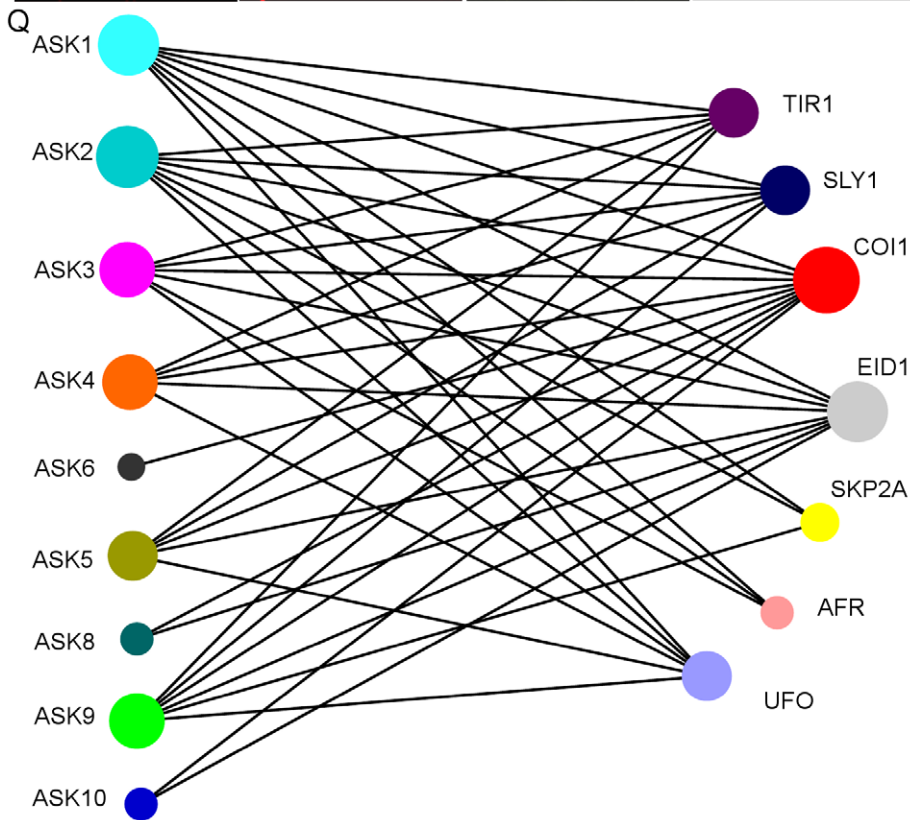 Q
ASK1
ASK2
ASK3
ASK4
ASK6
ASK5
ASK8
ASK9
ASK10
TIR1
SLY1
COI1
EID1
SKP2A
AFR
UFO